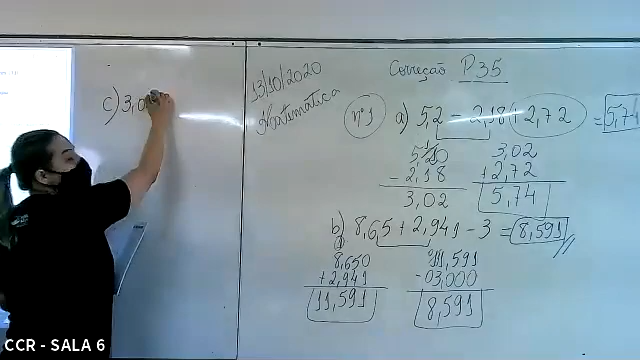 c) 3,0
13/10/2020
Matemática
Correção P35
nº 1
a) 5,2 - 2,18 + 2,72 = 5,74
5,20
- 2,18
3,02
3,02
+ 2,72
5,74
b) 8,65 + 2,941 - 3 = 8,591
8,650
+ 2,941
11,591
11,591
- 03,000
8,591
CCR - SALA 6